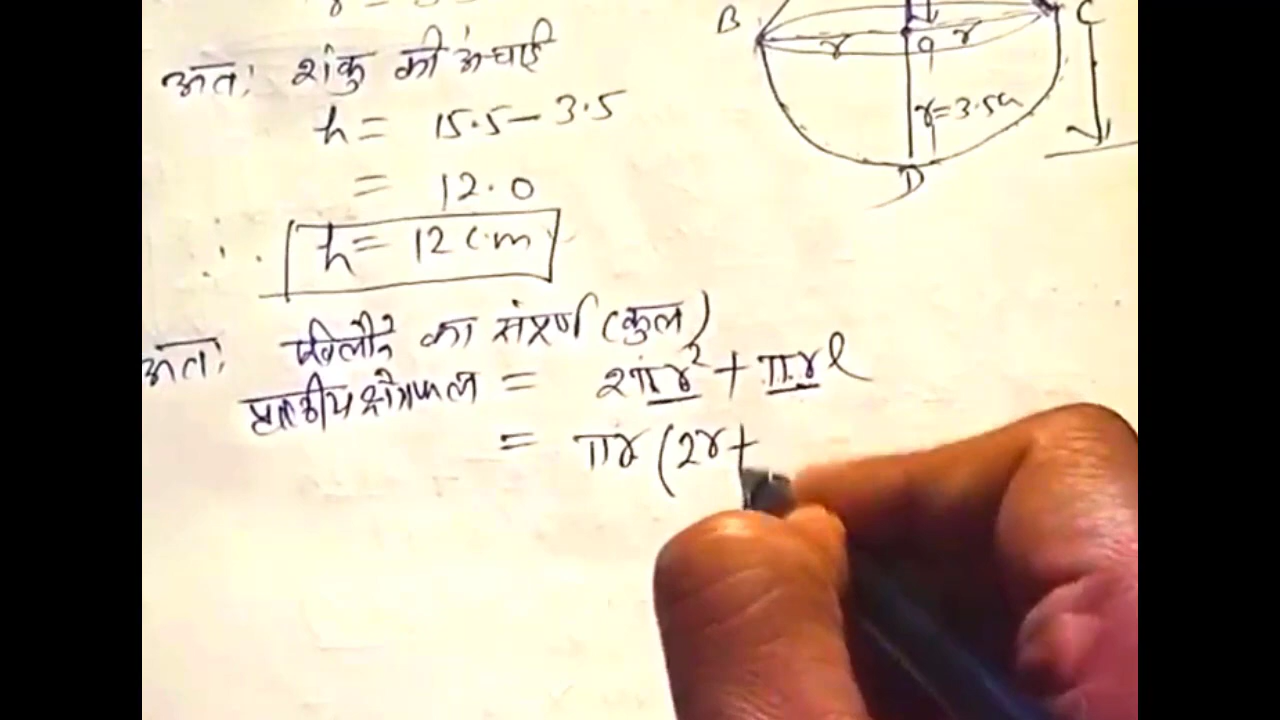 अतः शंकु की ऊंचाई
h = 15.5 - 3.5
= 12.0
∴ h = 12 cm
अतः खिलौने का संपूर्ण (कुल)
पृष्ठीय क्षेत्रफल = 2πr² + πrl
= πr (2r +
B
C
r
r
r = 3.5
D